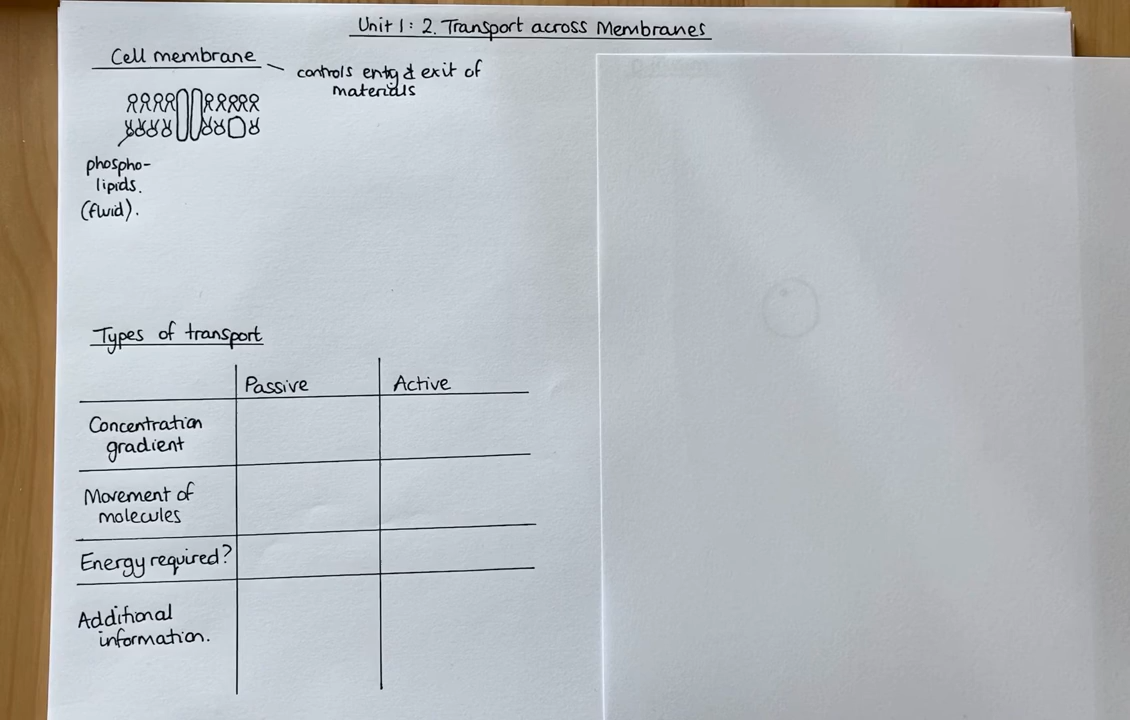 Unit 1: 2. Transport across Membranes
Cell membrane
controls entry & exit of
materials
phospho-
lipids.
(fluid).
Types of transport
Passive
Active
Concentration
gradient
Movement of
molecules
Energy required?
Additional
information.